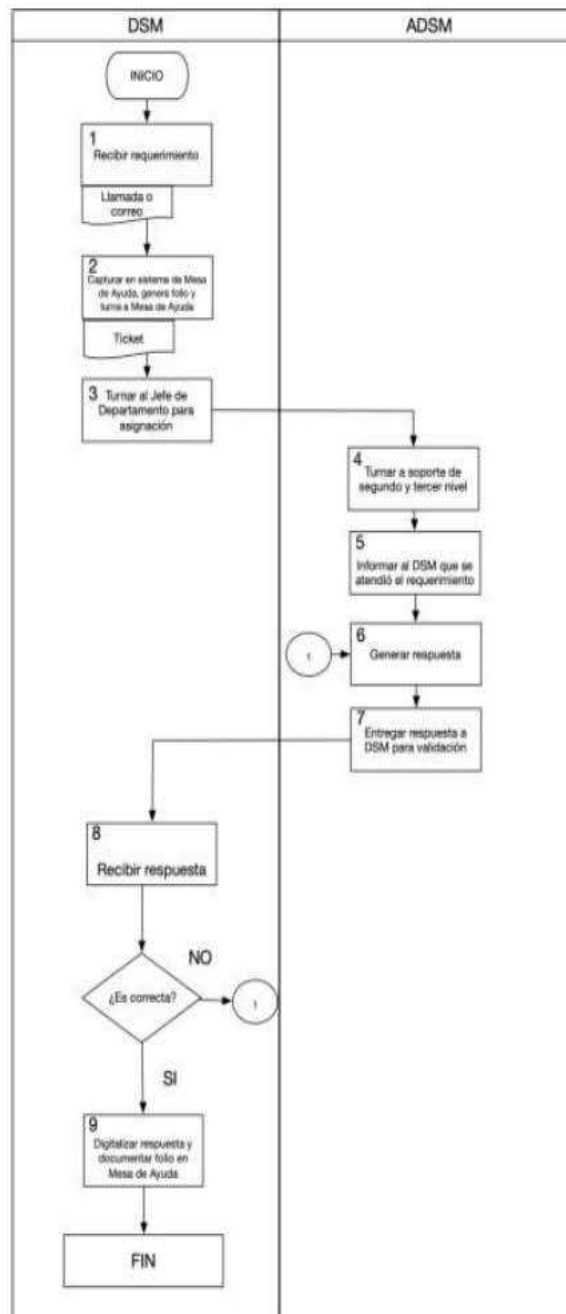 DSM
ADSM
INICIO
1
Recibir requerimiento
Llamada o
correo
2
Capturar en sistema de Mesa
de Ayuda, genera folio y
turna a Mesa de Ayuda
Ticket
3 Turnar al Jefe de
Departamento para
asignación
4
Turnar a soporte de
segundo y tercer nivel
5
Informar al DSM que se
atendió el requerimiento
6
1
Generar respuesta
7
Entregar respuesta a
DSM para validación
8
Recibir respuesta
NO
¿Es correcta?
1
SI
9
Digitalizar respuesta y
documentar folio en
Mesa de Ayuda
FIN